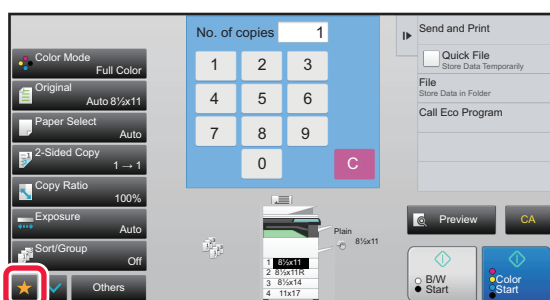 No. of copies 1
Color Mode
Full Color
Original
Auto 8½x11
Paper Select
Auto
2-Sided Copy
1 → 1
Copy Ratio
100%
Exposure
Auto
Sort/Group
Off
Others
1 2 3
4 5 6
7 8 9
0 C
Plain
8½x11
1 8½x11
2 8½x11R
3 8½x14
4 11x17
Send and Print
Quick File
Store Data Temporarily
File
Store Data in Folder
Call Eco Program
Preview
CA
B/W
Start
Color
Start